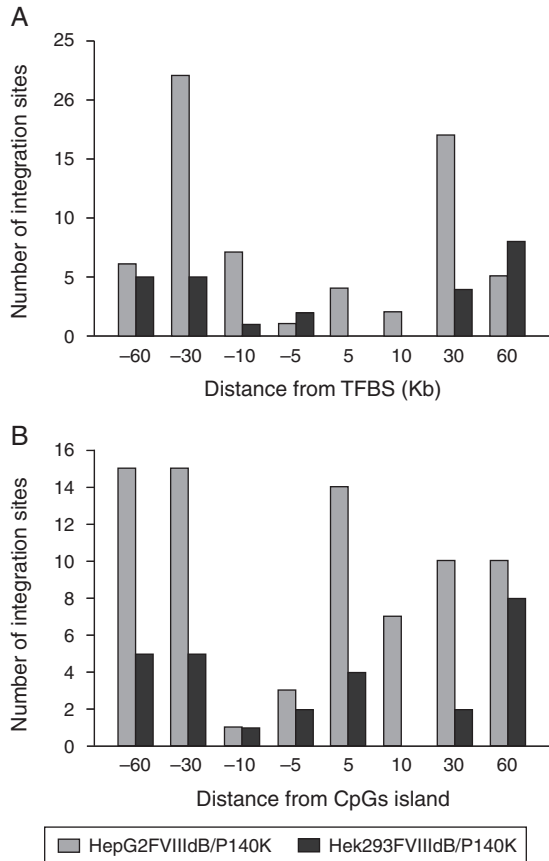 A
Number of integration sites
25
26
15
10
5
0
–60 –30 –10 –5 5 10 30 60
Distance from TFBS (Kb)
B
Number of integration sites
16
14
12
10
8
6
4
2
0
–60 –30 –10 –5 5 10 30 60
Distance from CpGs island
HepG2FVIIIdB/P140K Hek293FVIIIdB/P140K